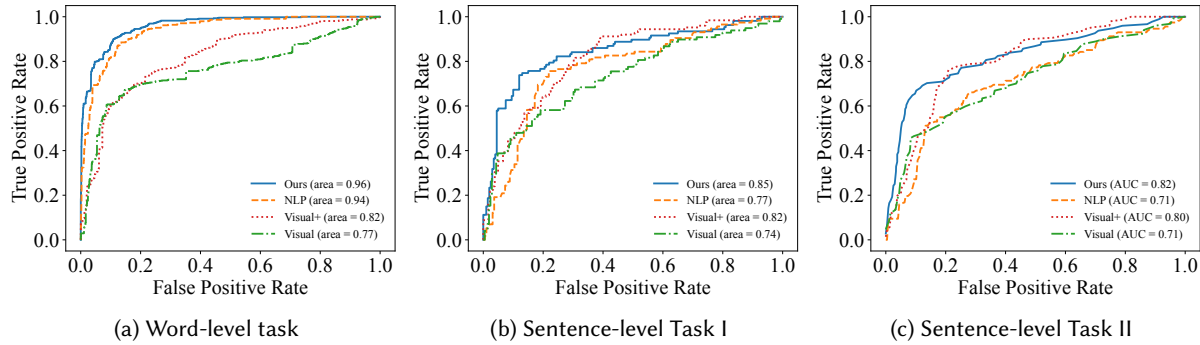 True Positive Rate
1.0
0.8
0.6
0.4
0.2
0.0
Ours (area = 0.96)
NLP (area = 0.94)
Visual+ (area = 0.82)
Visual (area = 0.77)
0.0 0.2 0.4 0.6 0.8 1.0
False Positive Rate
(a) Word-level task
True Positive Rate
1.0
0.8
0.6
0.4
0.2
0.0
Ours (area = 0.85)
NLP (area = 0.77)
Visual+ (area = 0.82)
Visual (area = 0.74)
0.0 0.2 0.4 0.6 0.8 1.0
False Positive Rate
(b) Sentence-level Task I
True Positive Rate
1.0
0.8
0.6
0.4
0.2
0.0
Ours (AUC = 0.82)
NLP (AUC = 0.71)
Visual+ (AUC = 0.80)
Visual (AUC = 0.71)
0.0 0.2 0.4 0.6 0.8 1.0
False Positive Rate
(c) Sentence-level Task II